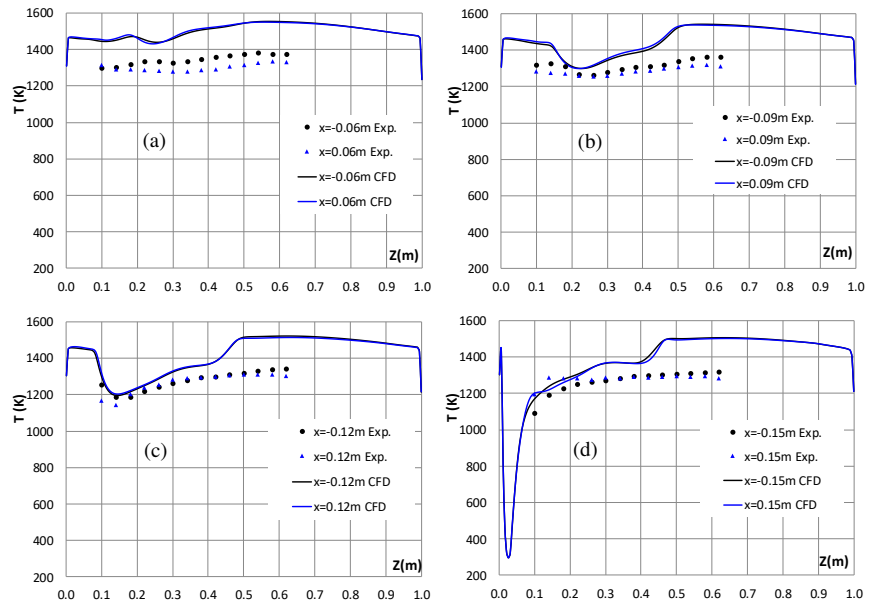 1600
1400
1200
1000
800
600
400
200
T (K)
(a)
x=-0.06m Exp.
x=0.06m Exp.
x=-0.06m CFD
x=0.06m CFD
Z(m)
0.0 0.1 0.2 0.3 0.4 0.5 0.6 0.7 0.8 0.9 1.0
1600
1400
1200
1000
800
600
400
200
T (K)
(b)
x=-0.09m Exp.
x=0.09m Exp.
x=-0.09m CFD
x=0.09m CFD
Z(m)
0.0 0.1 0.2 0.3 0.4 0.5 0.6 0.7 0.8 0.9 1.0
1600
1400
1200
1000
800
600
400
200
T (K)
(c)
x=-0.12m Exp.
x=0.12m Exp.
x=-0.12m CFD
x=0.12m CFD
Z(m)
0.0 0.1 0.2 0.3 0.4 0.5 0.6 0.7 0.8 0.9 1.0
1600
1400
1200
1000
800
600
400
200
T (K)
(d)
x=-0.15m Exp.
x=0.15m Exp.
x=-0.15m CFD
x=0.15m CFD
Z(m)
0.0 0.1 0.2 0.3 0.4 0.5 0.6 0.7 0.8 0.9 1.0